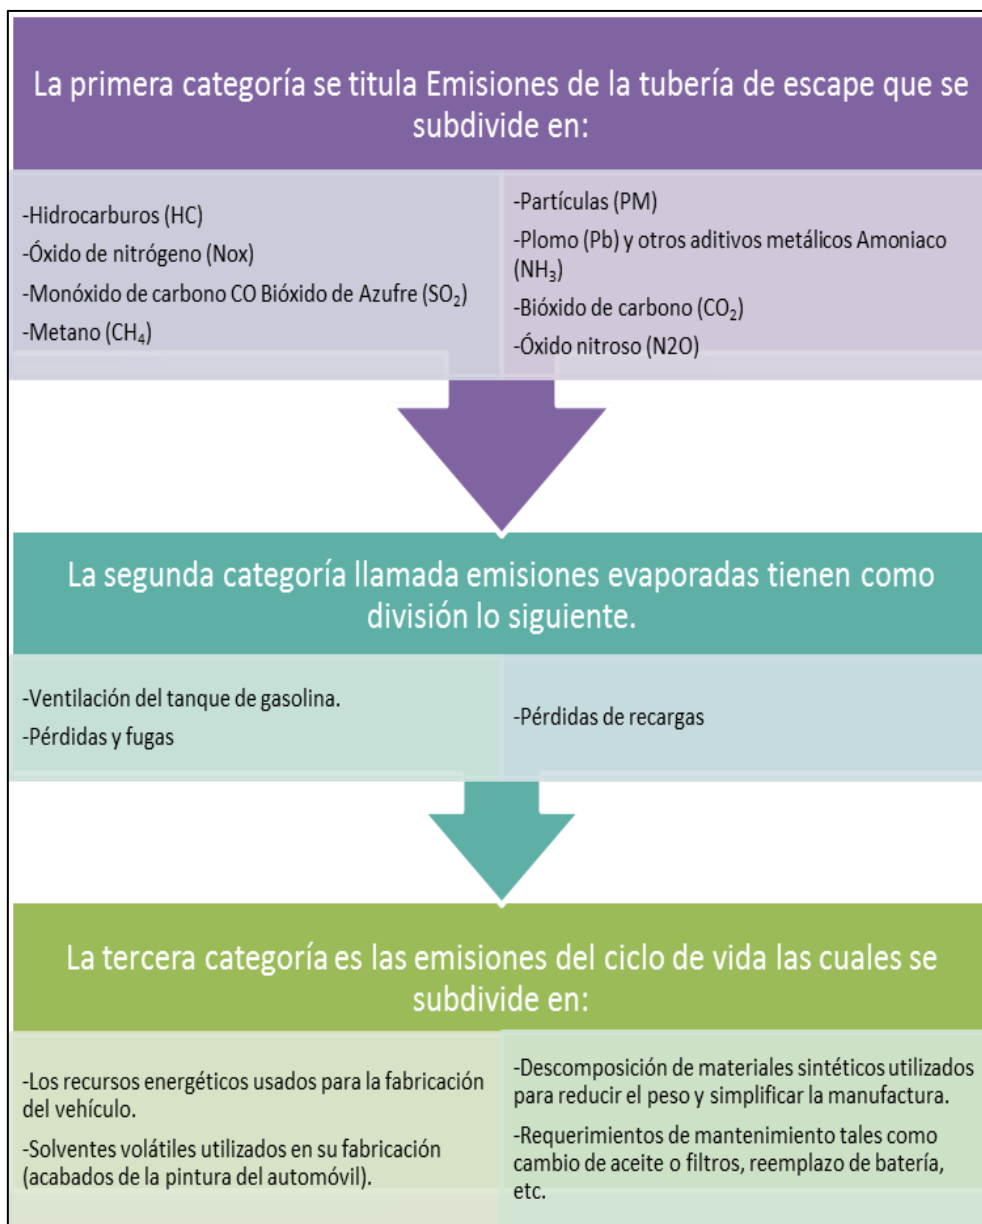 La primera categoría se titula Emisiones de la tubería de escape que se
subdivide en:
-Hidrocarburos (HC)
-Óxido de nitrógeno (Nox)
-Monóxido de carbono CO Bióxido de Azufre (SO₂)
-Metano (CH₄)
-Partículas (PM)
-Plomo (Pb) y otros aditivos metálicos Amoniaco
(NH₃)
-Bióxido de carbono (CO₂)
-Óxido nitroso (N2O)
La segunda categoría llamada emisiones evaporadas tienen como
división lo siguiente.
-Ventilación del tanque de gasolina.
-Pérdidas y fugas
-Pérdidas de recargas
La tercera categoría es las emisiones del ciclo de vida las cuales se
subdivide en:
-Los recursos energéticos usados para la fabricación
del vehículo.
-Solventes volátiles utilizados en su fabricación
(acabados de la pintura del automóvil).
-Descomposición de materiales sintéticos utilizados
para reducir el peso y simplificar la manufactura.
-Requerimientos de mantenimiento tales como
cambio de aceite o filtros, reemplazo de batería,
etc.